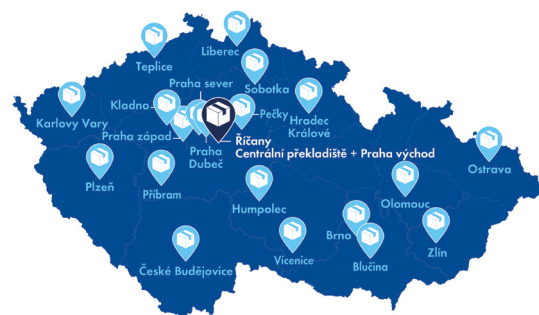 Liberec
Teplice
Sobotka
Praha sever
Kladno
Pečky
Hradec
Králové
Karlovy Vary
Praha západ
Praha
Dubeč
Říčany
Centrální překladiště + Praha východ
Ostrava
Plzeň
Příbram
Humpolec
Olomouc
Brno
Zlín
Vícenice
Blučina
České Budějovice